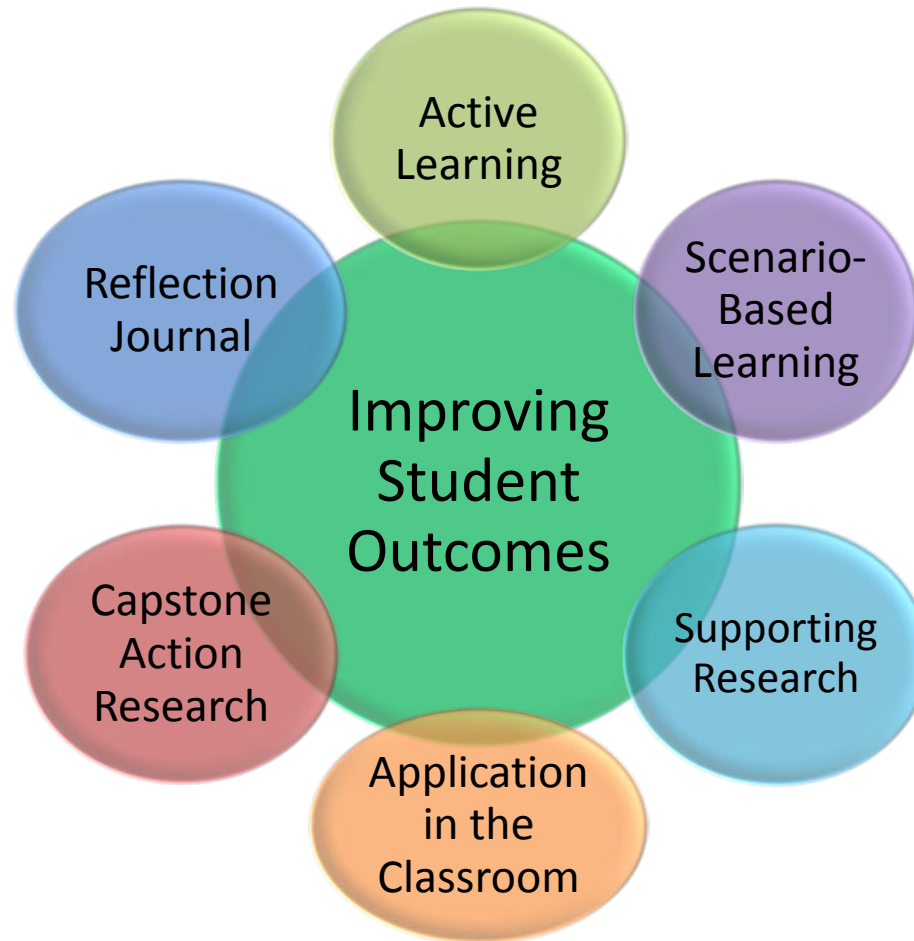 Active
Learning
Scenario-
Based
Learning
Supporting
Research
Application
in the
Classroom
Capstone
Action
Research
Reflection
Journal
Improving
Student
Outcomes